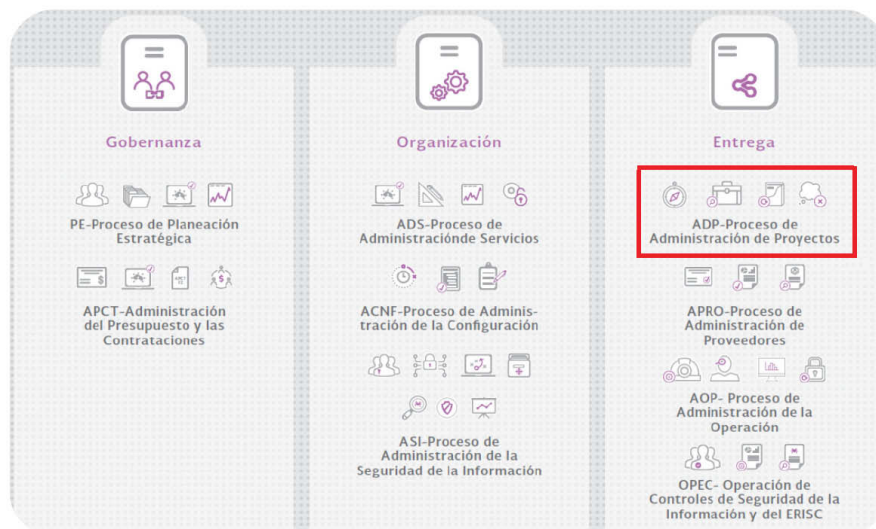 Gobernanza
PE-Proceso de Planeación
Estratégica
APCT-Administración
del Presupuesto y las
Contrataciones
Organización
ADS-Proceso de
Administraciónde Servicios
ACNF-Proceso de Adminis-
tración de la Configuración
ASI-Proceso de
Administración de la
Seguridad de la Información
Entrega
ADP-Proceso de
Administración de Proyectos
APRO-Proceso de
Administración de
Proveedores
AOP- Proceso de
Administración de la
Operación
OPEC- Operación de
Controles de Seguridad de la
Información y del ERISC